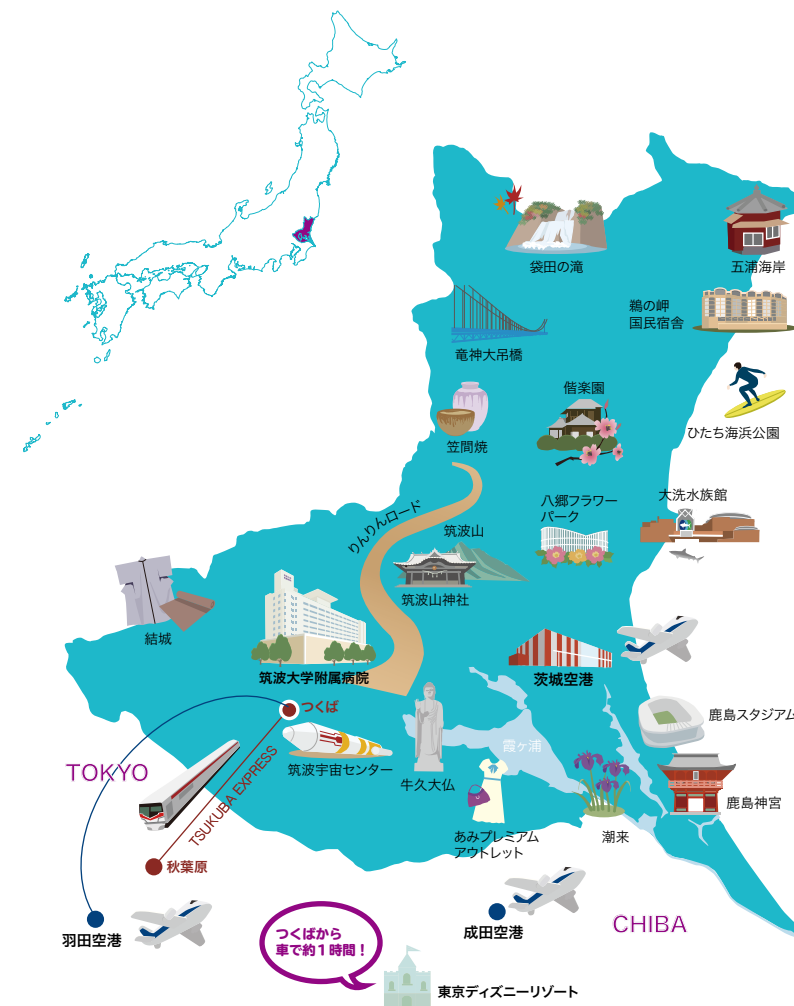 袋田の滝
五浦海岸
鵜の岬
国民宿舎
竜神大吊橋
偕楽園
ひたち海浜公園
笠間焼
大洗水族館
八郷フラワー
パーク
りんりんロード
筑波山
筑波山神社
結城
筑波大学附属病院
茨城空港
つくば
鹿島スタジアム
霞ヶ浦
TOKYO
筑波宇宙センター
牛久大仏
TSUKUBA EXPRESS
鹿島神宮
あみプレミアム
アウトレット
潮来
秋葉原
羽田空港
成田空港
CHIBA
つくばから
車で約1時間！
東京ディズニーリゾート